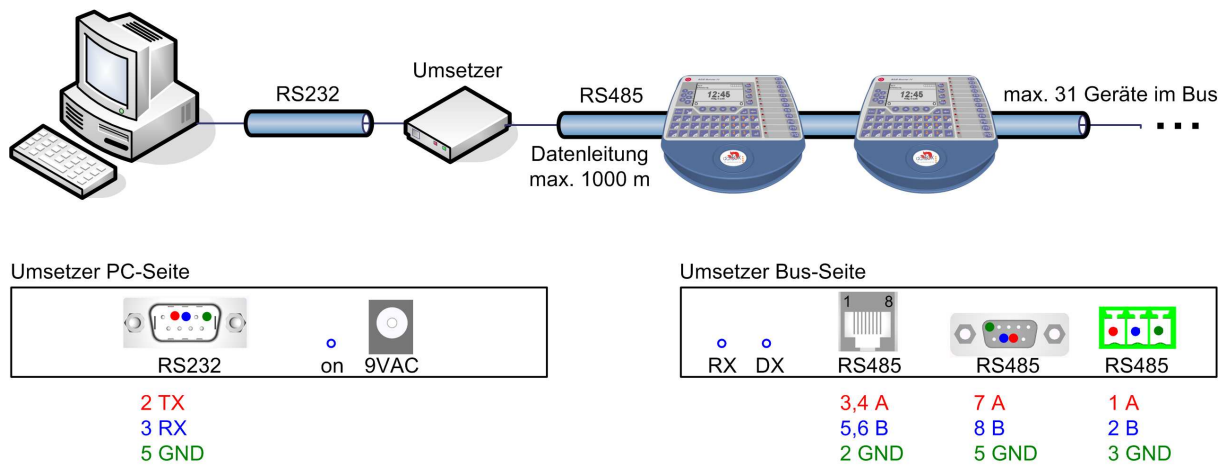 Umsetzer
RS232
RS485
max. 31 Geräte im Bus
Datenleitung
max. 1000 m
12:45
12:45
Umsetzer PC-Seite
RS232
on
9VAC
2 TX
3 RX
5 GND
Umsetzer Bus-Seite
1 8
RX
DX
RS485
RS485
RS485
3,4 A
5,6 B
2 GND
7 A
8 B
5 GND
1 A
2 B
3 GND